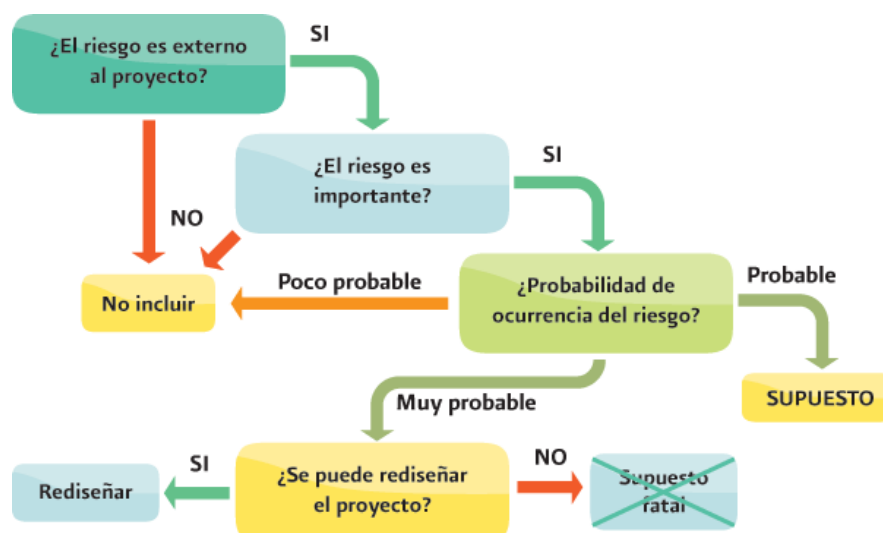 ¿El riesgo es externo
al proyecto?
SI
¿El riesgo es
importante?
SI
NO
No incluir
Poco probable
¿Probabilidad de
ocurrencia del riesgo?
Probable
SUPUESTO
Muy probable
¿Se puede rediseñar
el proyecto?
SI
Rediseñar
NO
Supuesto
fatal